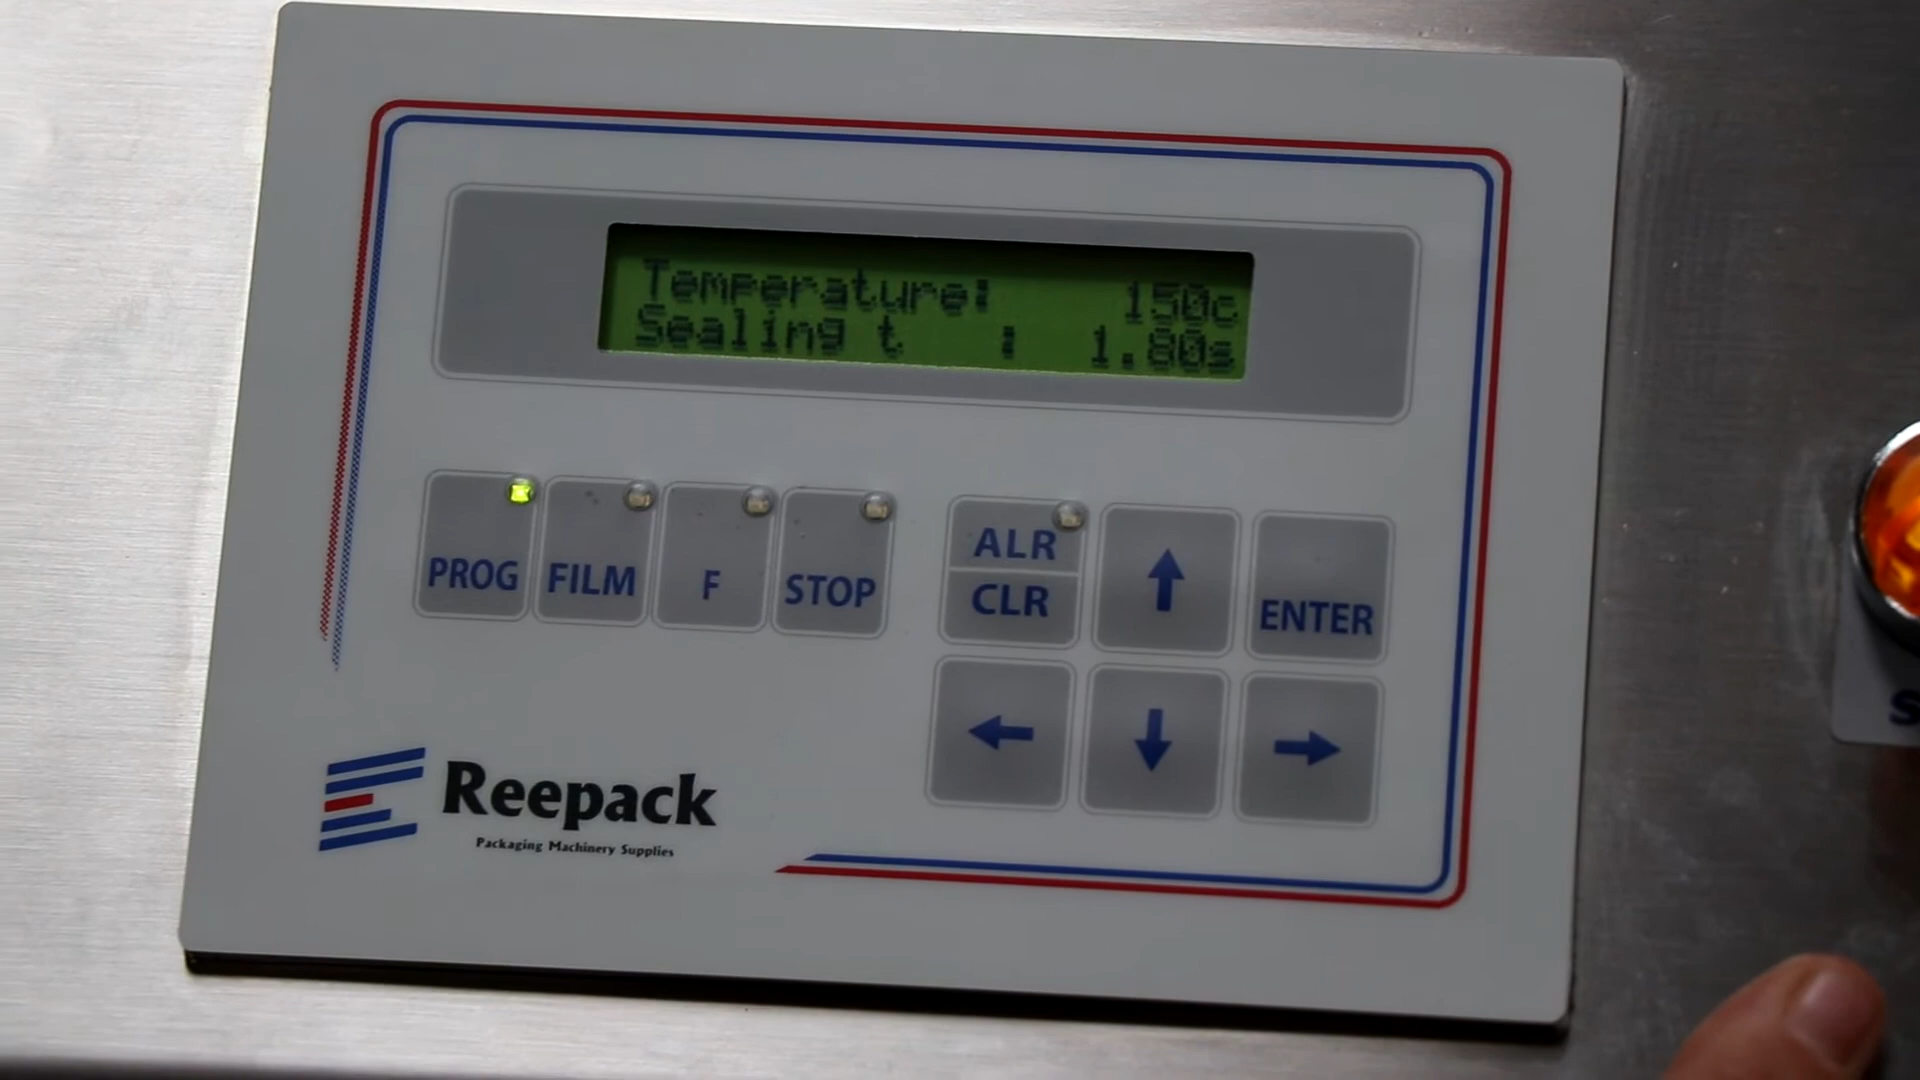 Temperature: 150c
Sealing t : 1.80s
PROG FILM F STOP
ALR
CLR
ENTER
Reepack
Packaging Machinery Supplies